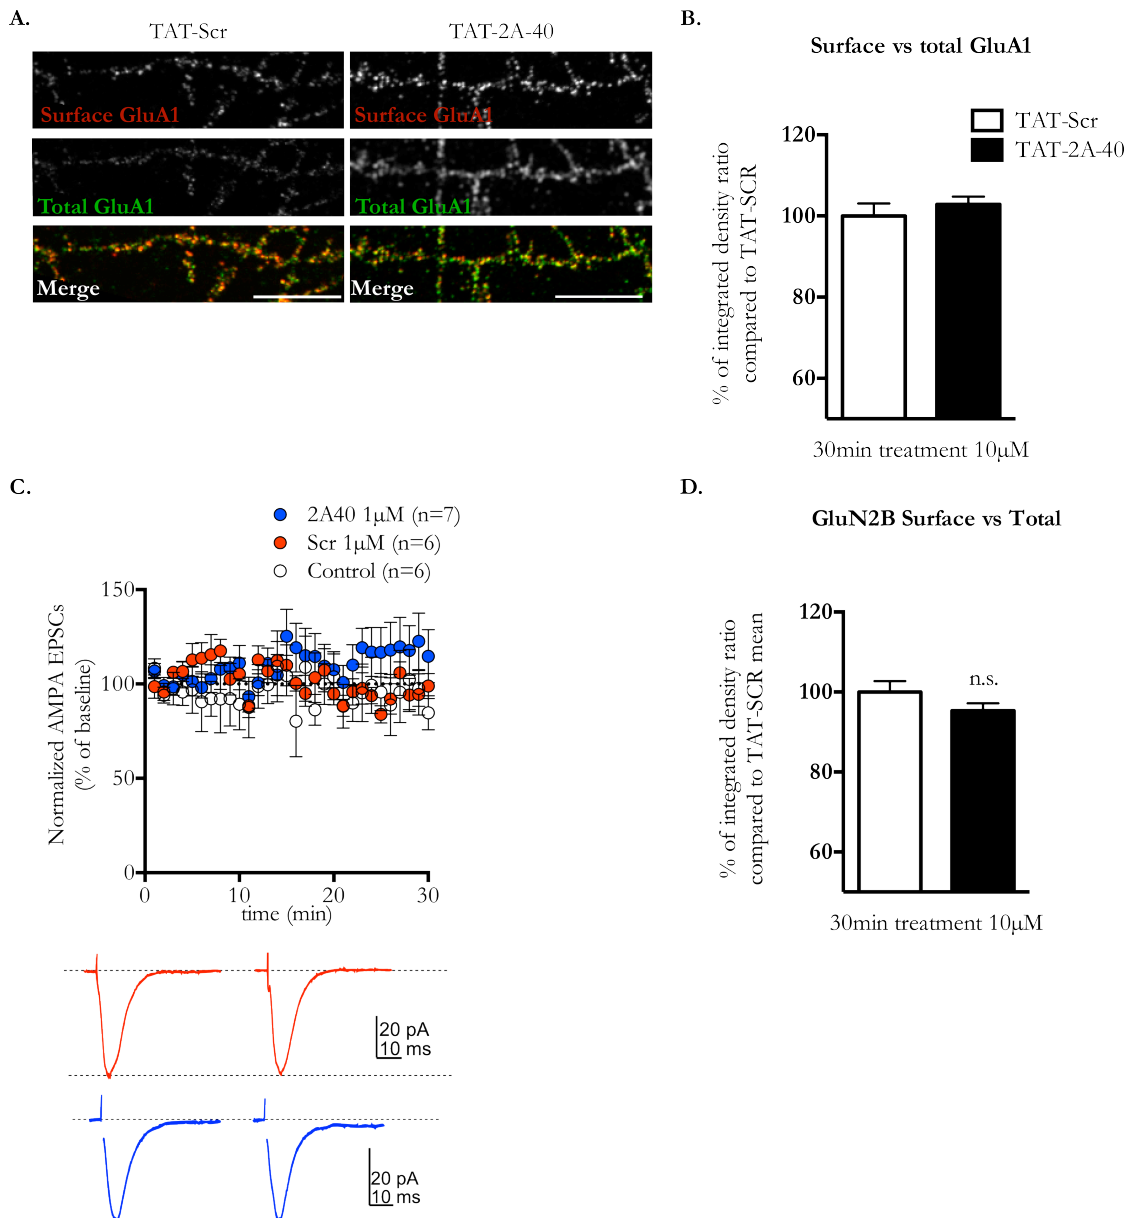 A.
TAT-Scr
TAT-2A-40
Surface GluA1
Surface GluA1
Total GluA1
Total GluA1
Merge
Merge
B.
Surface vs total GluA1
TAT-Scr
TAT-2A-40
% of integrated density ratio
compared to TAT-SCR
120
100
80
60
30min treatment 10µM
C.
2A40 1µM (n=7)
Scr 1µM (n=6)
Control (n=6)
Normalized AMPA EPSCs
(% of baseline)
150
100
50
0
0
10
20
30
time (min)
20 pA
10 ms
20 pA
10 ms
D.
GluN2B Surface vs Total
% of integrated density ratio
compared to TAT-SCR mean
120
100
80
60
n.s.
30min treatment 10µM